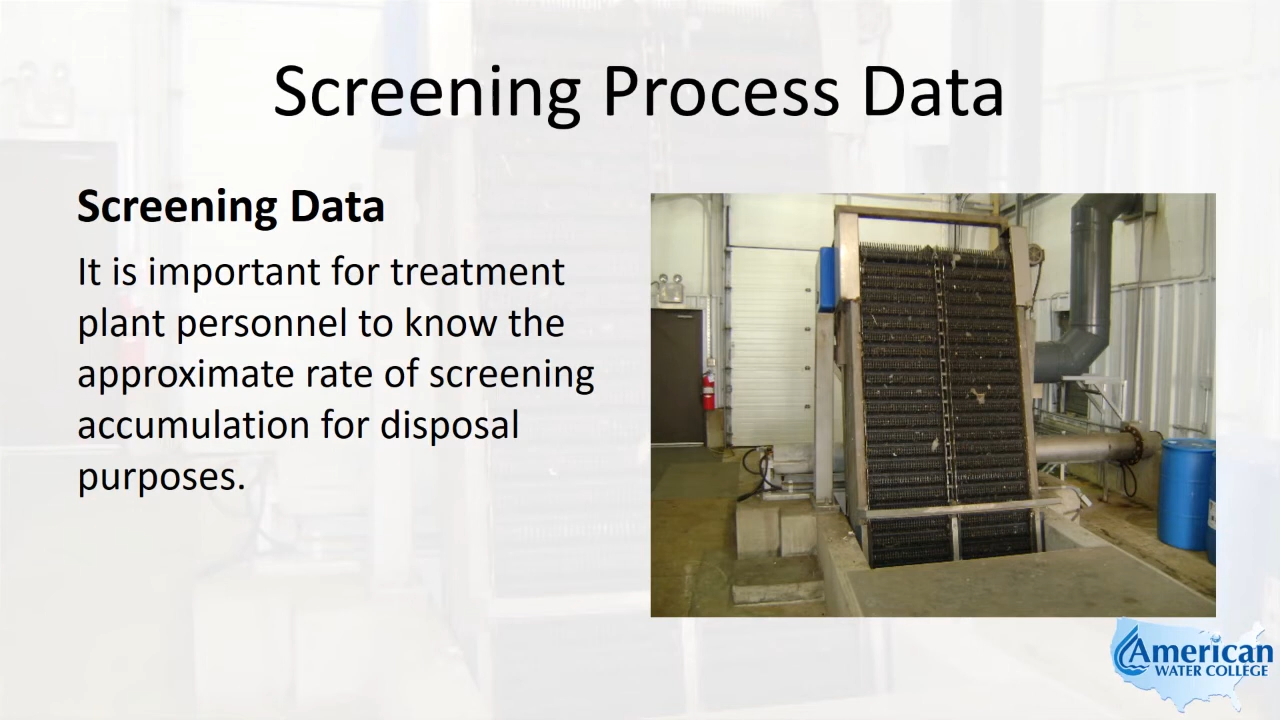 Screening Process Data
Screening Data
It is important for treatment
plant personnel to know the
approximate rate of screening
accumulation for disposal
purposes.
American
WATER COLLEGE